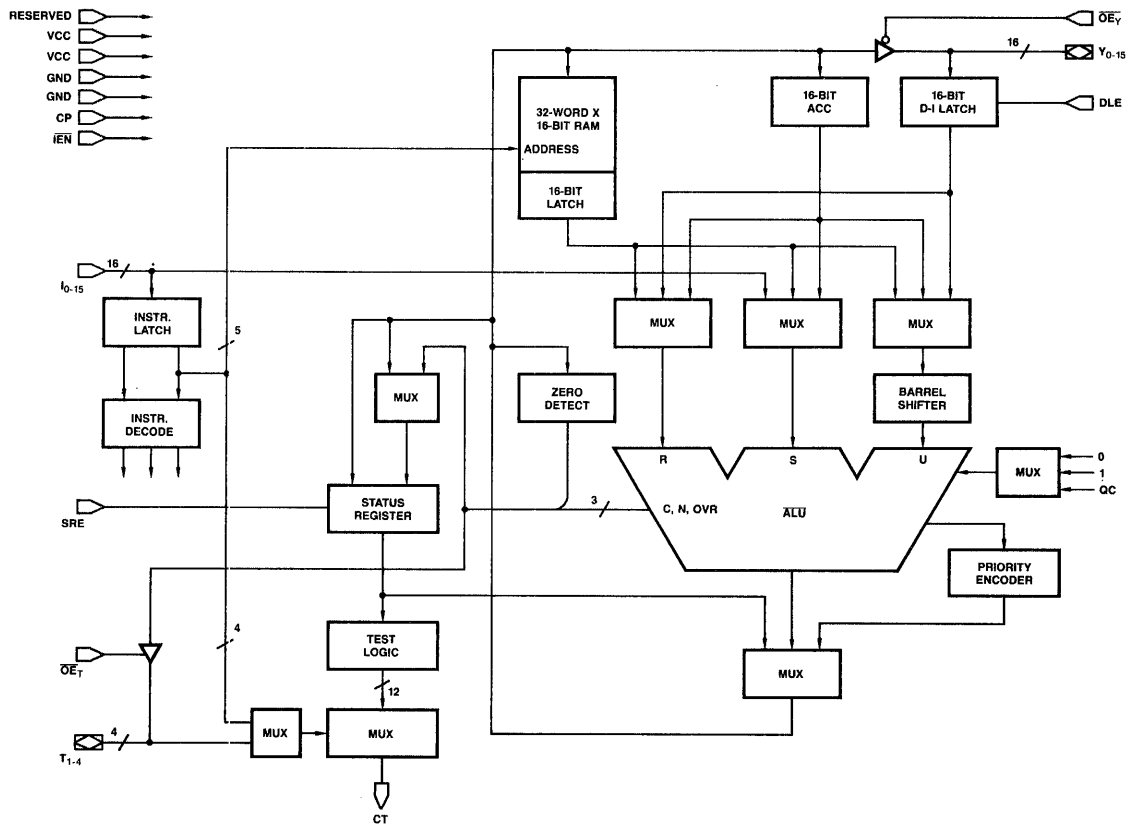 RESERVED
VCC
VCC
GND
GND
CP
IEN
OEY
16
Y0-15
DLE
32-WORD X
16-BIT RAM
ADDRESS
16-BIT
LATCH
16-BIT
ACC
16-BIT
D-I LATCH
16
I0-15
INSTR.
LATCH
5
INSTR.
DECODE
MUX
MUX
MUX
MUX
ZERO
DETECT
BARREL
SHIFTER
R
S
U
MUX
0
1
QC
SRE
STATUS
REGISTER
3
C, N, OVR
ALU
PRIORITY
ENCODER
OET
4
TEST
LOGIC
12
MUX
T1-4
4
MUX
MUX
CT